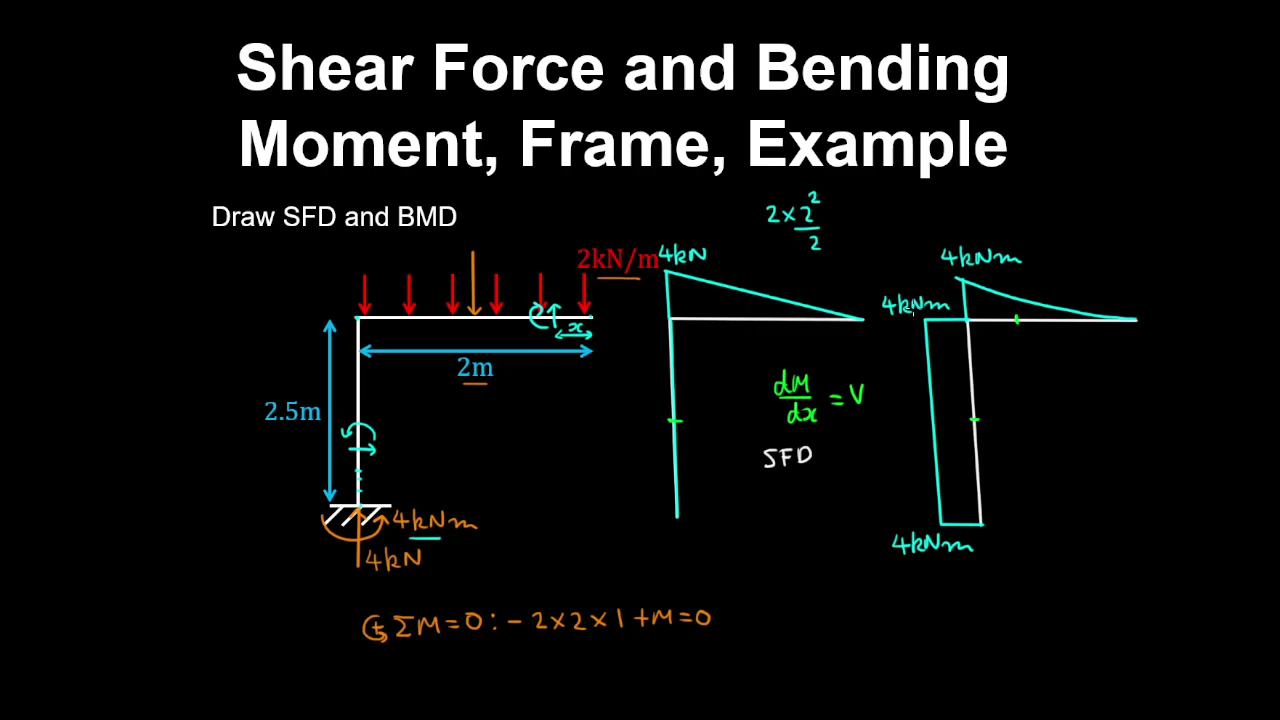 Shear Force and Bending
Moment, Frame, Example
Draw SFD and BMD
2 × 2²/2
2kN/m
4kN
4kNm
4kNm
x
2m
2.5m
dM/dx = V
SFD
4kNm
4kN
4kNm
+ ΣM = 0 : - 2 × 2 × 1 + M = 0